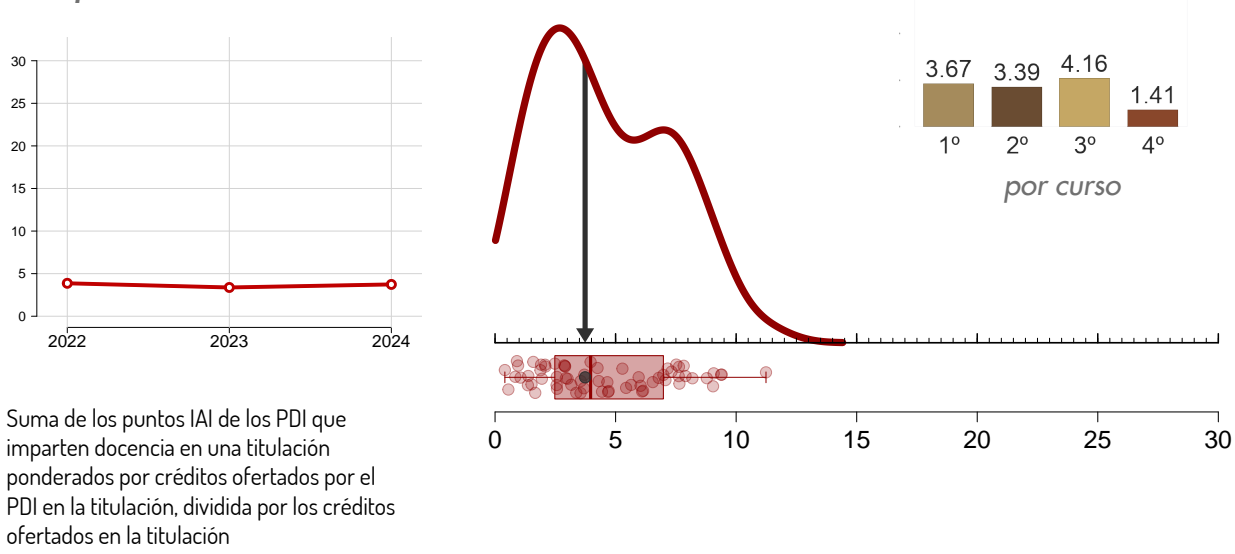 30
25
20
15
10
5
0
2022 2023 2024
Suma de los puntos IAI de los PDI que
imparten docencia en una titulación
ponderados por créditos ofertados por el
PDI en la titulación, dividida por los créditos
ofertados en la titulación
0 5 10 15 20 25 30
3.67 3.39 4.16 1.41
1º 2º 3º 4º
por curso